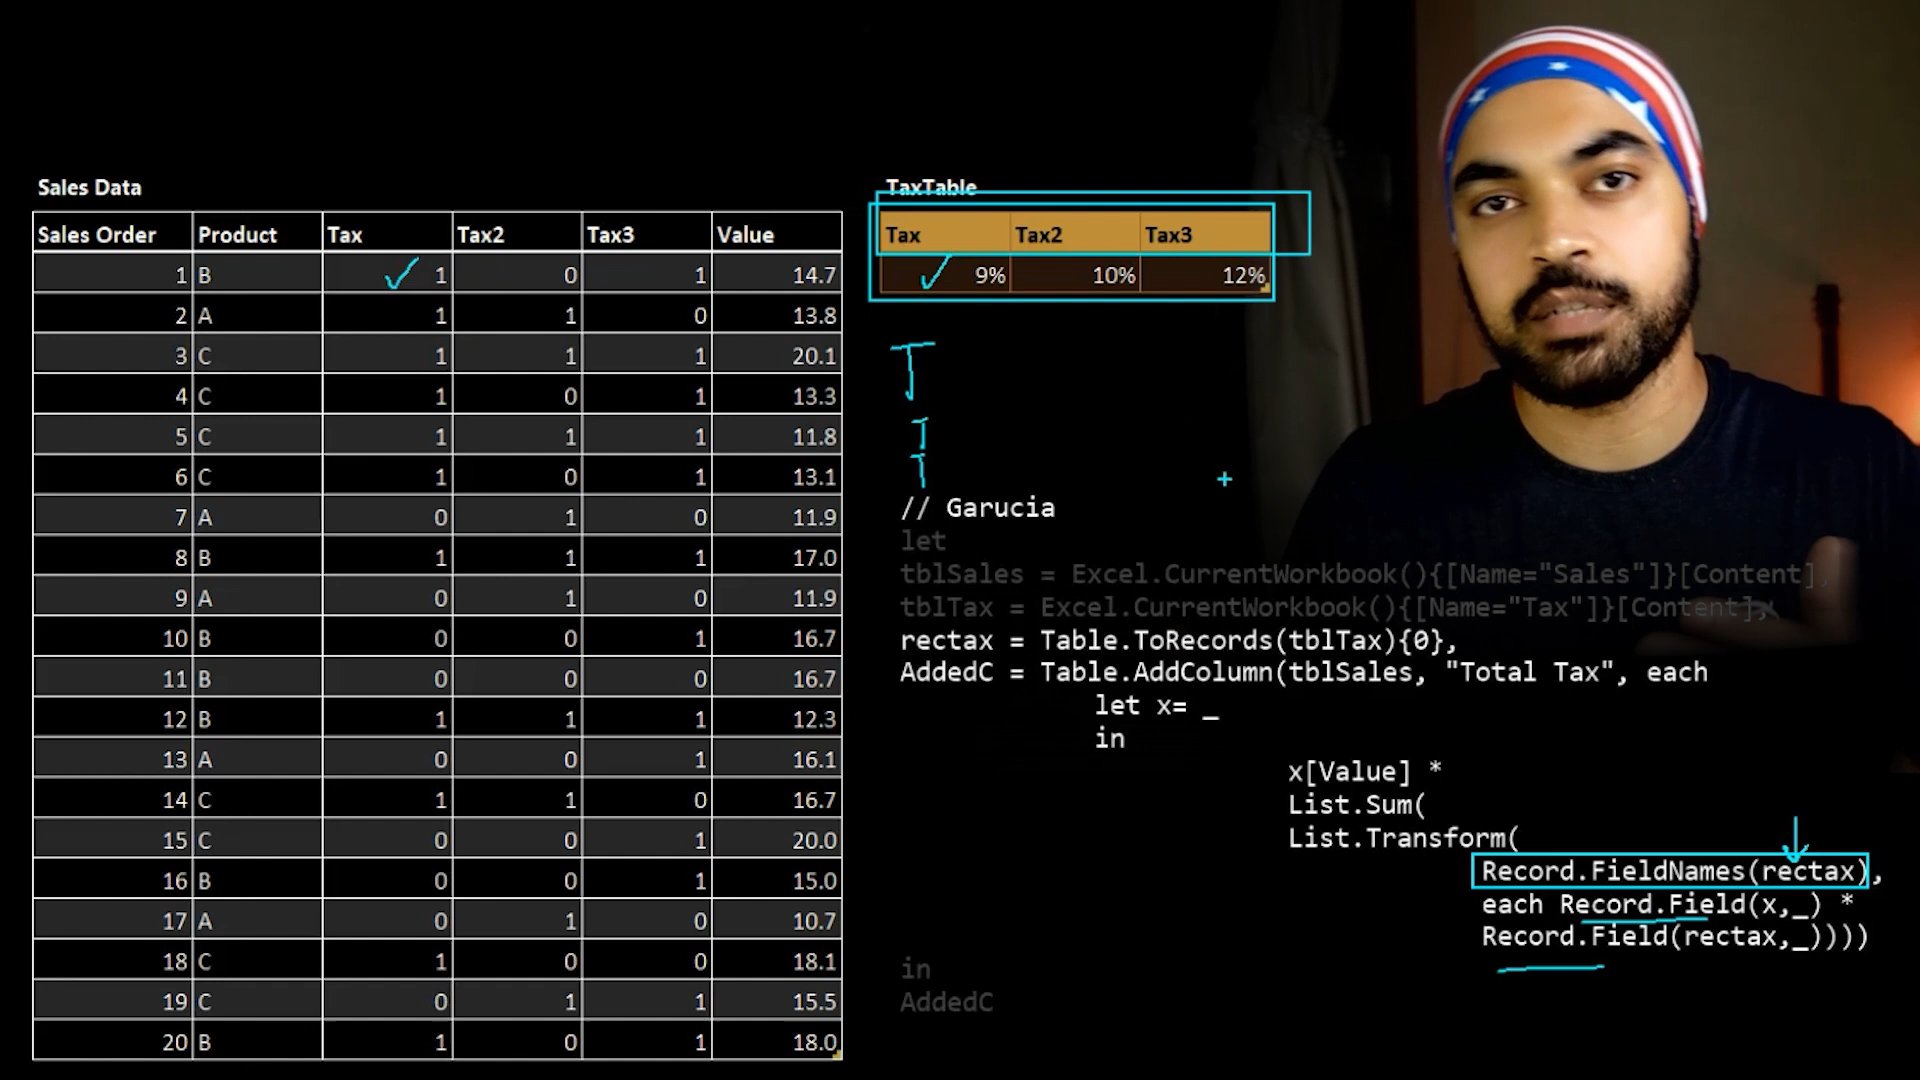 Sales Data
Sales Order Product Tax Tax2 Tax3 Value
1 B 1 0 1 14.7
2 A 1 1 0 13.8
3 C 1 1 1 20.1
4 C 1 0 1 13.3
5 C 1 1 1 11.8
6 C 1 0 1 13.1
7 A 0 1 0 11.9
8 B 1 1 1 17.0
9 A 0 1 0 11.9
10 B 0 0 1 16.7
11 B 0 0 0 16.7
12 B 1 1 1 12.3
13 A 0 0 1 16.1
14 C 1 1 0 16.7
15 C 0 0 1 20.0
16 B 0 0 1 15.0
17 A 0 1 0 10.7
18 C 1 0 0 18.1
19 C 0 1 1 15.5
20 B 1 0 1 18.0
TaxTable
Tax Tax2 Tax3
9% 10% 12%
// Garucia
let
tblSales = Excel.CurrentWorkbook(){[Name="Sales"]}[Content],
tblTax = Excel.CurrentWorkbook(){[Name="Tax"]}[Content],
rectax = Table.ToRecords(tblTax){0},
AddedC = Table.AddColumn(tblSales, "Total Tax", each
let x= _
in
x[Value] *
List.Sum(
List.Transform(
Record.FieldNames(rectax),
each Record.Field(x,_) *
Record.Field(rectax,_))))
in
AddedC